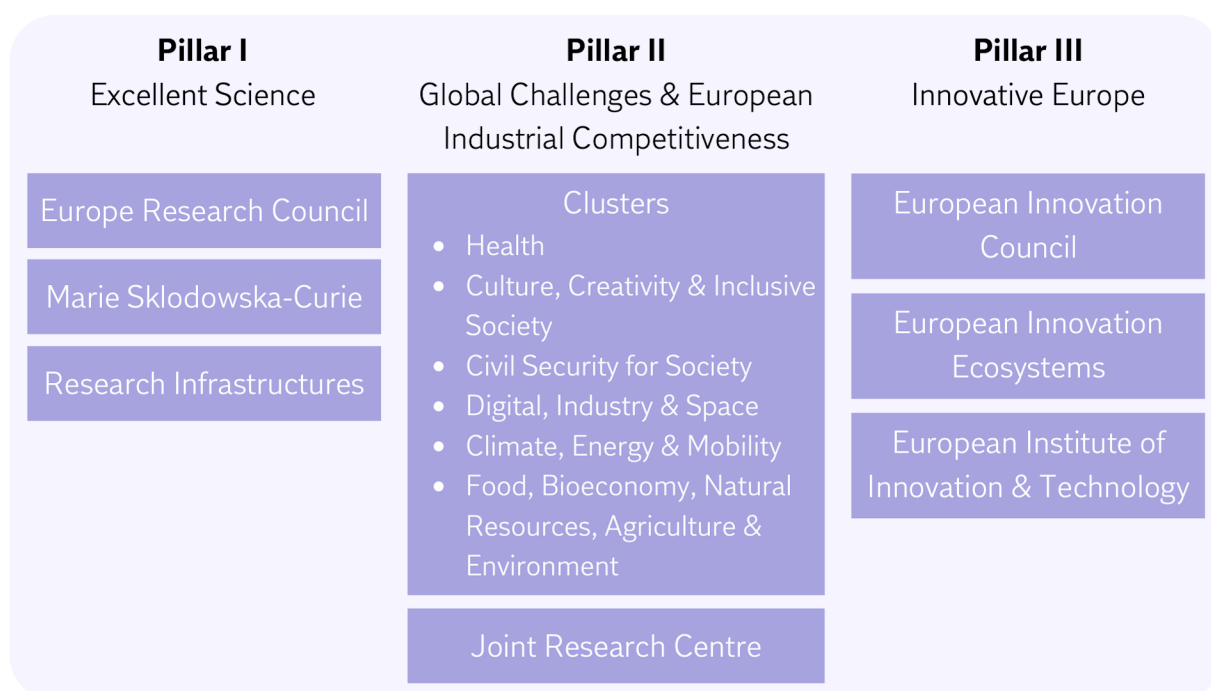 Pillar I
Excellent Science
Europe Research Council
Marie Sklodowska-Curie
Research Infrastructures
Pillar II
Global Challenges & European
Industrial Competitiveness
Clusters
• Health
• Culture, Creativity & Inclusive
Society
• Civil Security for Society
• Digital, Industry & Space
• Climate, Energy & Mobility
• Food, Bioeconomy, Natural
Resources, Agriculture &
Environment
Joint Research Centre
Pillar III
Innovative Europe
European Innovation
Council
European Innovation
Ecosystems
European Institute of
Innovation & Technology